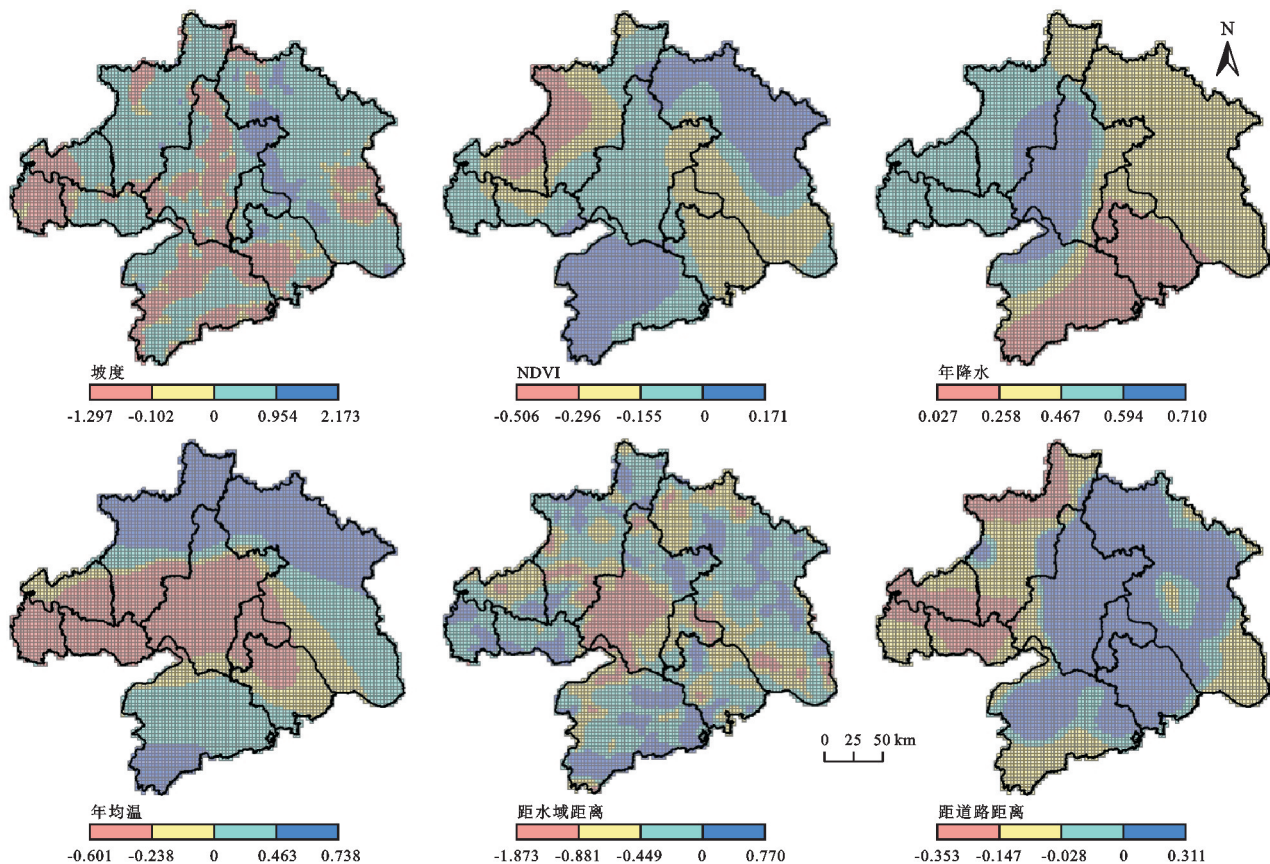 N
坡度
-1.297 -0.102 0 0.954 2.173
NDVI
-0.506 -0.296 -0.155 0 0.171
年降水
0.027 0.258 0.467 0.594 0.710
0 25 50 km
年均温
-0.601 -0.238 0 0.463 0.738
距水域距离
-1.873 -0.881 -0.449 0 0.770
距道路距离
-0.353 -0.147 -0.028 0 0.311